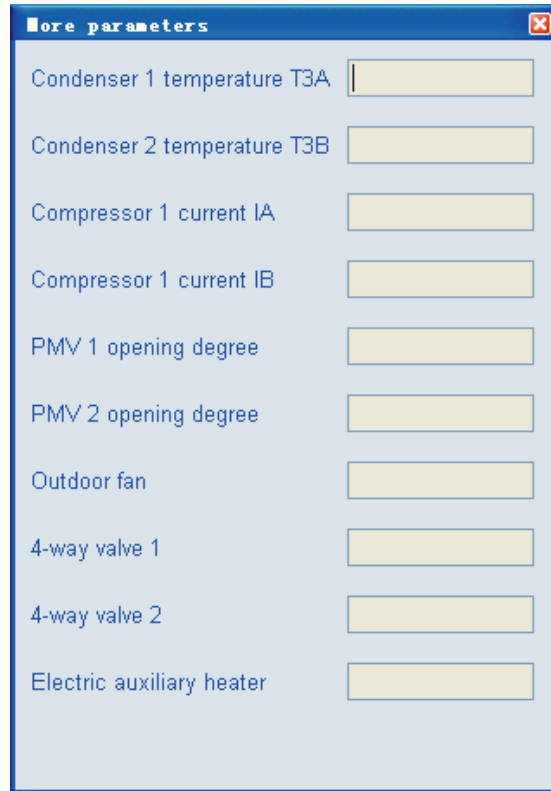 More parameters
Condenser 1 temperature T3A
Condenser 2 temperature T3B
Compressor 1 current IA
Compressor 1 current IB
PMV 1 opening degree
PMV 2 opening degree
Outdoor fan
4-way valve 1
4-way valve 2
Electric auxiliary heater